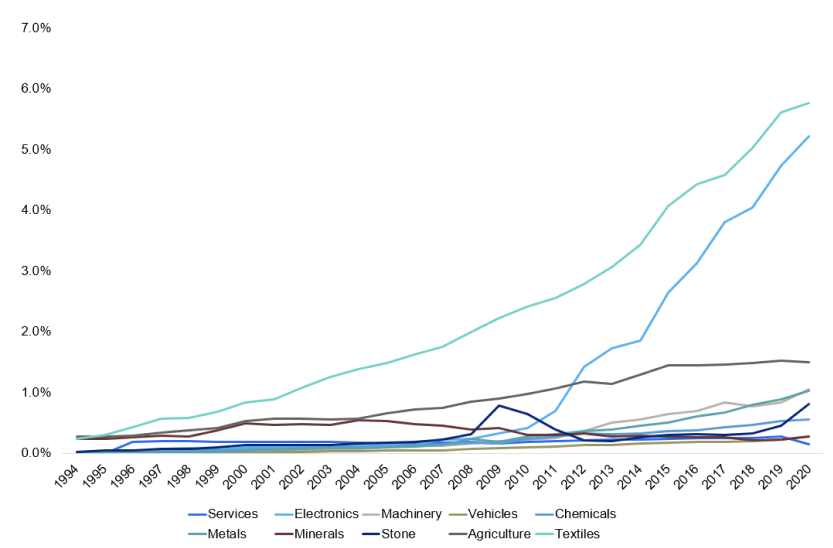 7.0%
6.0%
5.0%
4.0%
3.0%
2.0%
1.0%
0.0%
1994 1995 1996 1997 1998 1999 2000 2001 2002 2003 2004 2005 2006 2007 2008 2009 2010 2011 2012 2013 2014 2015 2016 2017 2018 2019 2020
Services Electronics Machinery Vehicles Chemicals
Metals Minerals Stone Agriculture Textiles